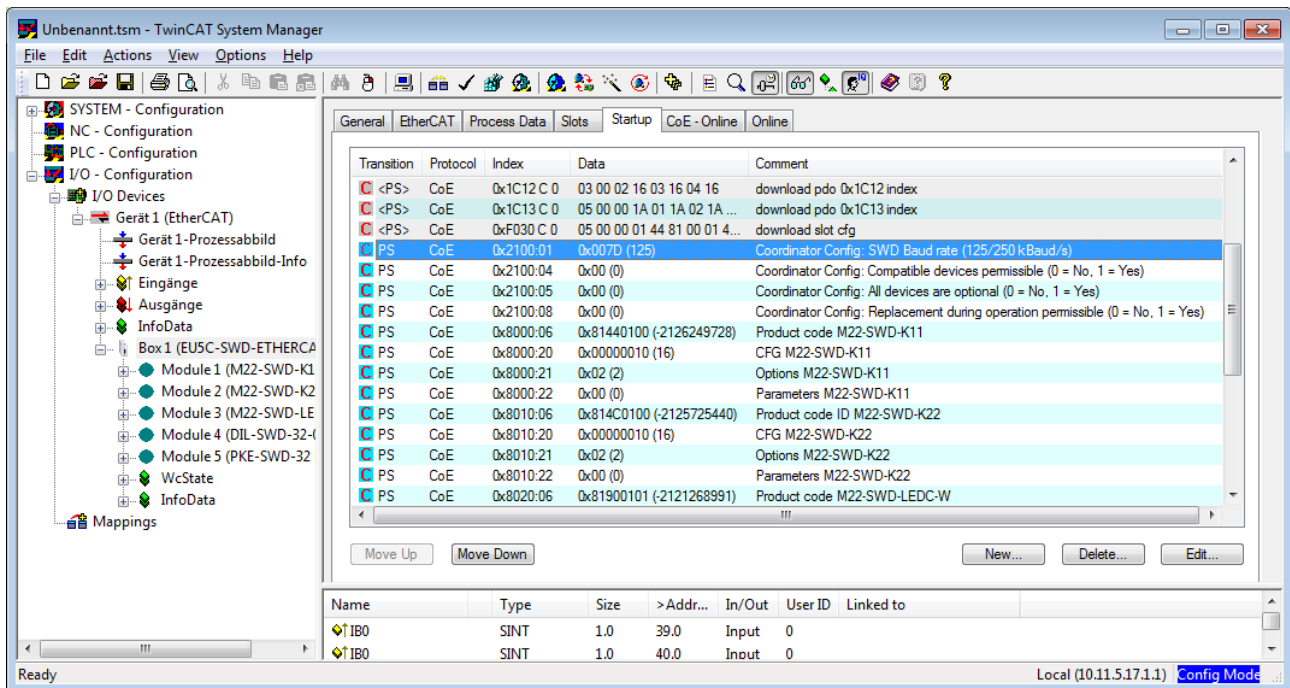 Unbenannt.tsm - TwinCAT System Manager
File Edit Actions View Options Help
SYSTEM - Configuration
NC - Configuration
PLC - Configuration
I/O - Configuration
I/O Devices
Gerät 1 (EtherCAT)
Gerät 1-Prozessabbild
Gerät 1-Prozessabbild-Info
Eingänge
Ausgänge
InfoData
Box 1 (EU5C-SWD-ETHERCA
Module 1 (M22-SWD-K1
Module 2 (M22-SWD-K2
Module 3 (M22-SWD-LE
Module 4 (DIL-SWD-32-(
Module 5 (PKE-SWD-32
WcState
InfoData
Mappings
General EtherCAT Process Data Slots Startup CoE - Online Online
Transition Protocol Index Data Comment
C <PS> CoE 0x1C12 C 0 03 00 02 16 03 16 04 16 download pdo 0x1C12 index
C <PS> CoE 0x1C13 C 0 05 00 00 1A 01 1A 02 1A ... download pdo 0x1C13 index
C <PS> CoE 0xF030 C 0 05 00 00 01 44 81 00 01 4... download slot cfg
C PS CoE 0x2100:01 0x007D (125) Coordinator Config: SWD Baud rate (125/250 kBaud/s)
C PS CoE 0x2100:04 0x00 (0) Coordinator Config: Compatible devices permissible (0 = No, 1 = Yes)
C PS CoE 0x2100:05 0x00 (0) Coordinator Config: All devices are optional (0 = No, 1 = Yes)
C PS CoE 0x2100:08 0x00 (0) Coordinator Config: Replacement during operation permissible (0 = No, 1 = Yes)
C PS CoE 0x8000:06 0x81440100 (-2126249728) Product code M22-SWD-K11
C PS CoE 0x8000:20 0x00000010 (16) CFG M22-SWD-K11
C PS CoE 0x8000:21 0x02 (2) Options M22-SWD-K11
C PS CoE 0x8000:22 0x00 (0) Parameters M22-SWD-K11
C PS CoE 0x8010:06 0x814C0100 (-2125725440) Product code ID M22-SWD-K22
C PS CoE 0x8010:20 0x00000010 (16) CFG M22-SWD-K22
C PS CoE 0x8010:21 0x02 (2) Options M22-SWD-K22
C PS CoE 0x8010:22 0x00 (0) Parameters M22-SWD-K22
C PS CoE 0x8020:06 0x81900101 (-2121268991) Product code M22-SWD-LEDC-W
Move Up Move Down New... Delete... Edit...
Name Type Size >Addr... In/Out User ID Linked to
IB0 SINT 1.0 39.0 Input 0
IB0 SINT 1.0 40.0 Input 0
Ready Local (10.11.5.17.1.1) Config Mode